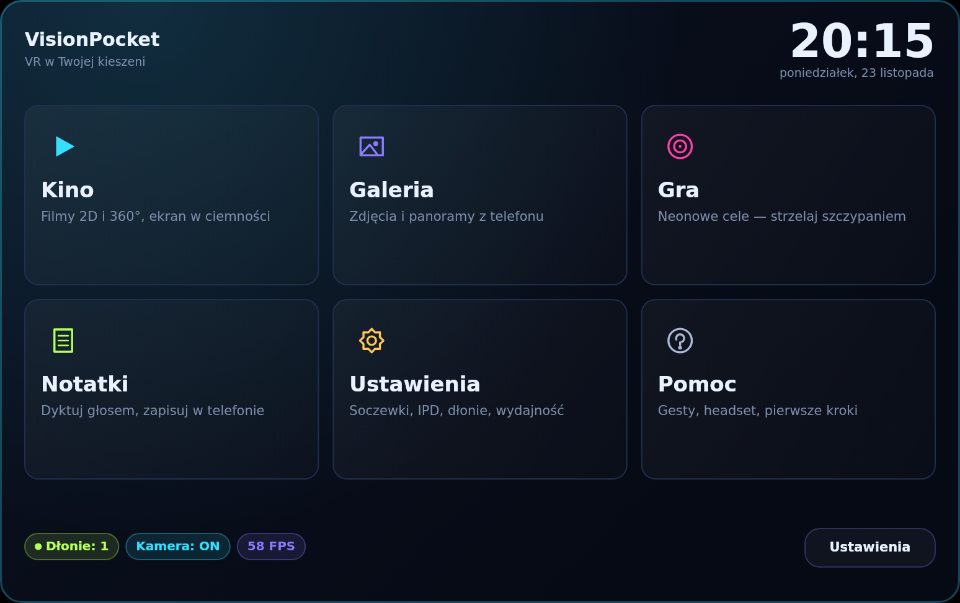 VisionPocket
VR w Twojej kieszeni
20:15
poniedziałek, 23 listopada
Kino
Filmy 2D i 360°, ekran w ciemności
Galeria
Zdjęcia i panoramy z telefonu
Gra
Neonowe cele — strzelaj szczypaniem
Notatki
Dyktuj głosem, zapisuj w telefonie
Ustawienia
Soczewki, IPD, dłonie, wydajność
Pomoc
Gesty, headset, pierwsze kroki
Dłonie: 1
Kamera: ON
58 FPS
Ustawienia